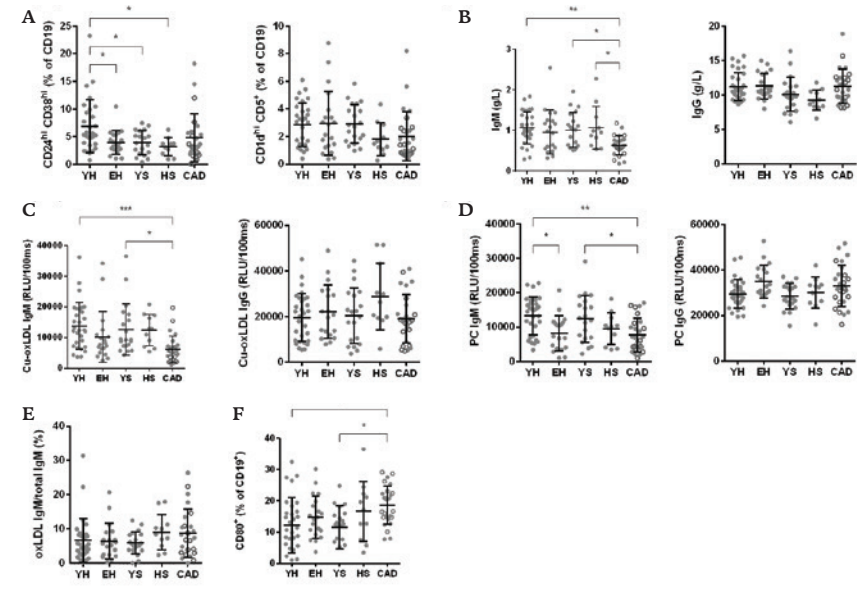 A
*
*
*
CD24hi CD38hi (% of CD19)
25
20
15
10
5
0
YH EH YS HS CAD
CD1dhi CD5+ (% of CD19)
25
20
15
10
5
0
YH EH YS HS CAD
B
**
*
*
IgM (g/L)
3
2
1
0
YH EH YS HS CAD
IgG (g/L)
20
15
10
5
0
YH EH YS HS CAD
C
***
*
Cu-oxLDL IgM (RLU/100ms)
40000
30000
20000
10000
0
YH EH YS HS CAD
Cu-oxLDL IgG (RLU/100ms)
60000
40000
20000
0
YH EH YS HS CAD
D
**
*
*
PC IgM (RLU/100ms)
40000
30000
20000
10000
0
YH EH YS HS CAD
PC IgG (RLU/100ms)
60000
40000
20000
0
YH EH YS HS CAD
E
oxLDL IgM/total IgM (%)
40
30
20
10
0
YH EH YS HS CAD
F
*
CD80+ (% of CD19+)
40
30
20
10
0
YH EH YS HS CAD